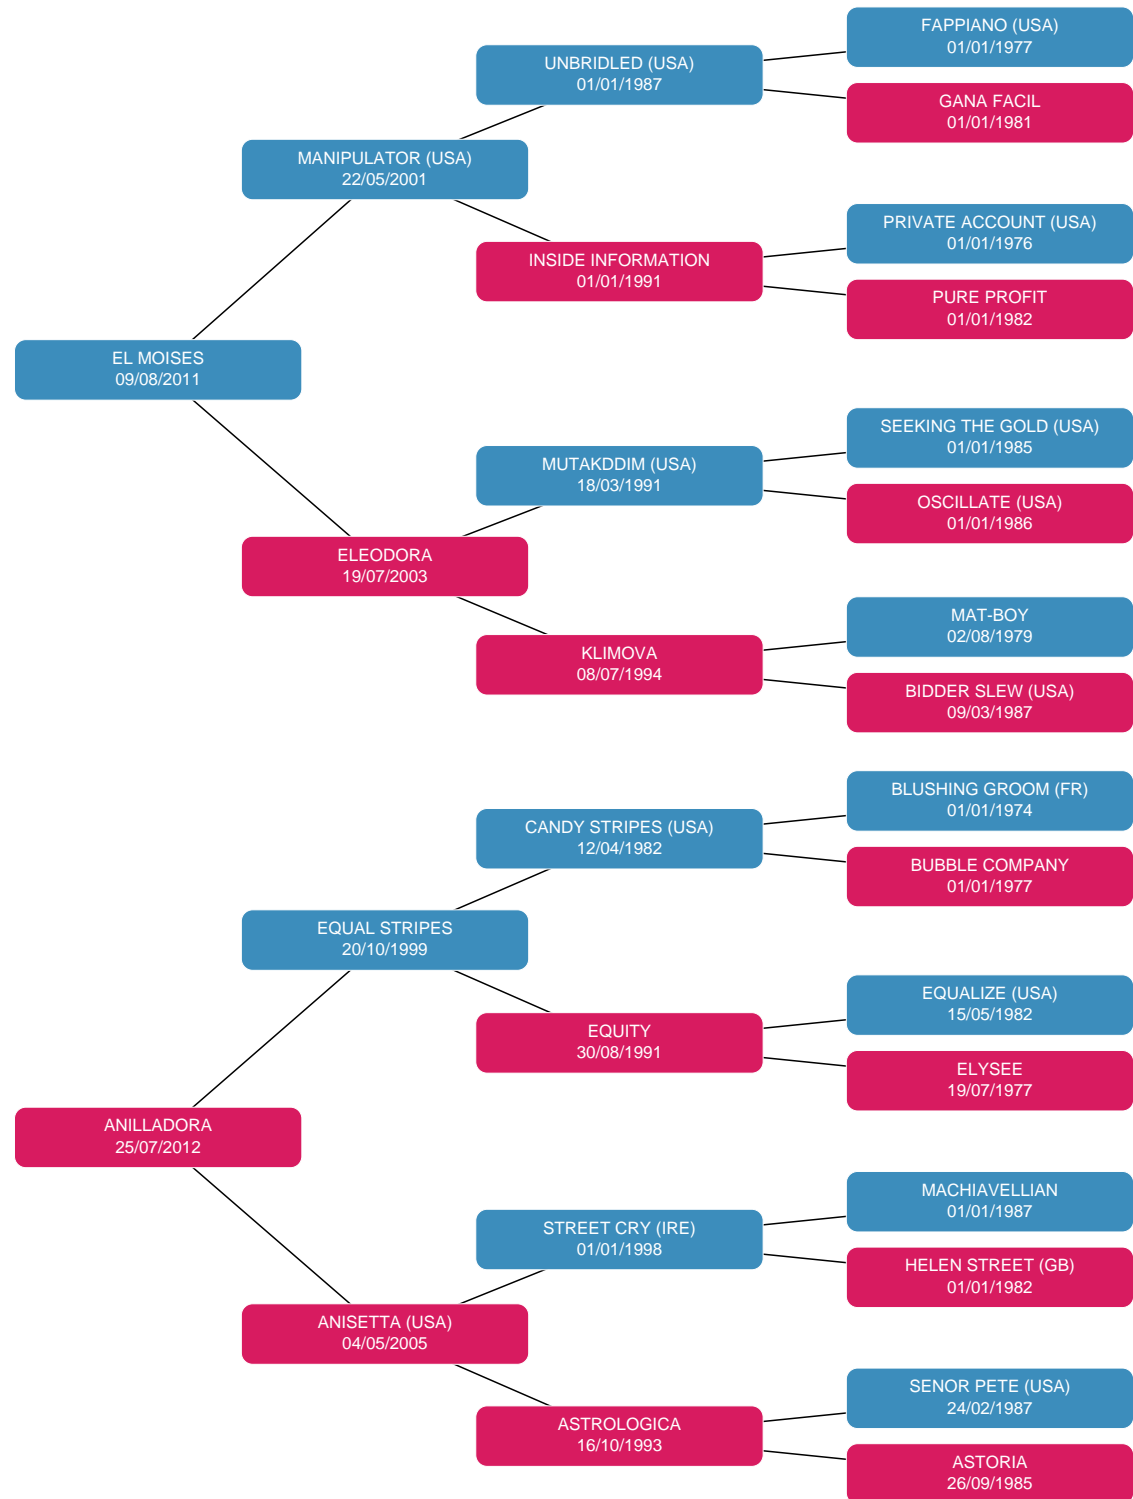 FAPPIANO (USA)
01/01/1977
UNBRIDLED (USA)
01/01/1987
GANA FACIL
01/01/1981
MANIPULATOR (USA)
22/05/2001
PRIVATE ACCOUNT (USA)
01/01/1976
INSIDE INFORMATION
01/01/1991
PURE PROFIT
01/01/1982
EL MOISES
09/08/2011
SEEKING THE GOLD (USA)
01/01/1985
MUTAKDDIM (USA)
18/03/1991
OSCILLATE (USA)
01/01/1986
ELEODORA
19/07/2003
MAT-BOY
02/08/1979
KLIMOVA
08/07/1994
BIDDER SLEW (USA)
09/03/1987
BLUSHING GROOM (FR)
01/01/1974
CANDY STRIPES (USA)
12/04/1982
BUBBLE COMPANY
01/01/1977
EQUAL STRIPES
20/10/1999
EQUALIZE (USA)
15/05/1982
EQUITY
30/08/1991
ELYSEE
19/07/1977
ANILLADORA
25/07/2012
MACHIAVELLIAN
01/01/1987
STREET CRY (IRE)
01/01/1998
HELEN STREET (GB)
01/01/1982
ANISETTA (USA)
04/05/2005
SENOR PETE (USA)
24/02/1987
ASTROLOGICA
16/10/1993
ASTORIA
26/09/1985